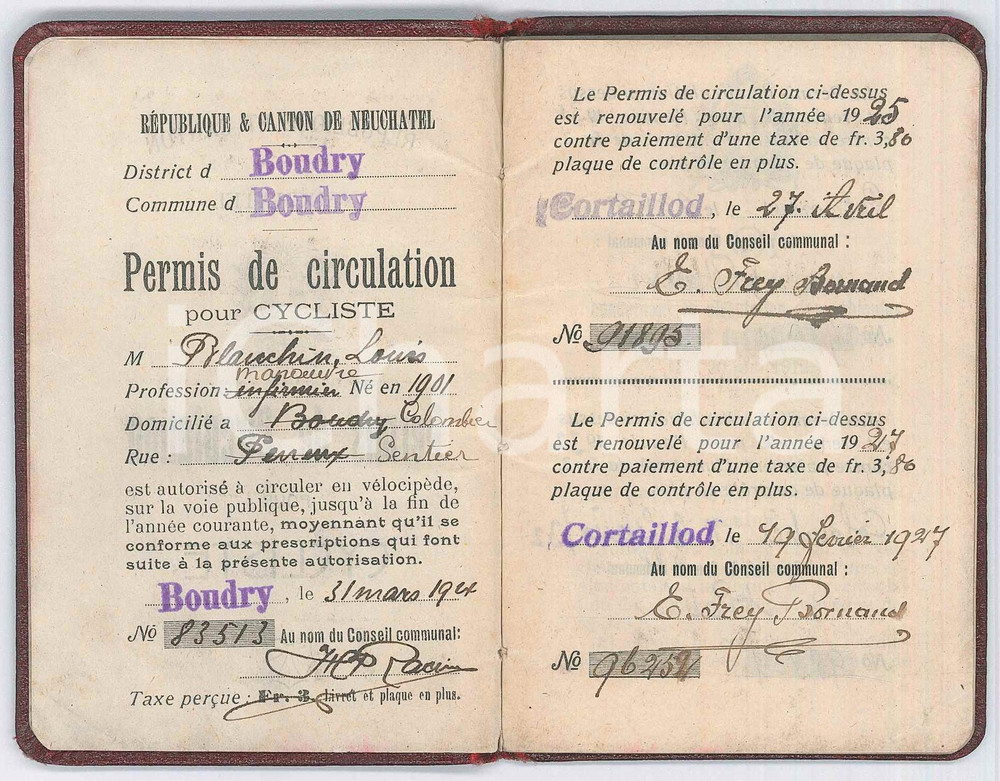 RÉPUBLIQUE & CANTON DE NEUCHATEL
District d Boudry
Commune d Boudry
Permis de circulation
pour CYCLISTE
M Blanchin, Louis
manoeuvre
Profession: infirmier Né en 1901
Domicilié a Boudry Colombier
Rue: Perreux Sentier
est autorisé à circuler en vélocipède,
sur la voie publique, jusqu'à la fin de
l'année courante, moyennant qu'il se
conforme aux prescriptions qui font
suite à la présente autorisation.
Boudry, le 31 mars 1924
No 83513 Au nom du Conseil communal:
Taxe perçue: Fr. 3. livret et plaque en plus.
Le Permis de circulation ci-dessus
est renouvelé pour l'année 1925
contre paiement d'une taxe de fr. 3,80
plaque de contrôle en plus.
Cortaillod, le 27. Avril
Au nom du Conseil communal:
E. Frey Bornand
No 91895
Le Permis de circulation ci-dessus
est renouvelé pour l'année 1927
contre paiement d'une taxe de fr. 3,80
plaque de contrôle en plus.
Cortaillod, le 19 février 1927
Au nom du Conseil communal:
E. Frey Bornand
No 96257